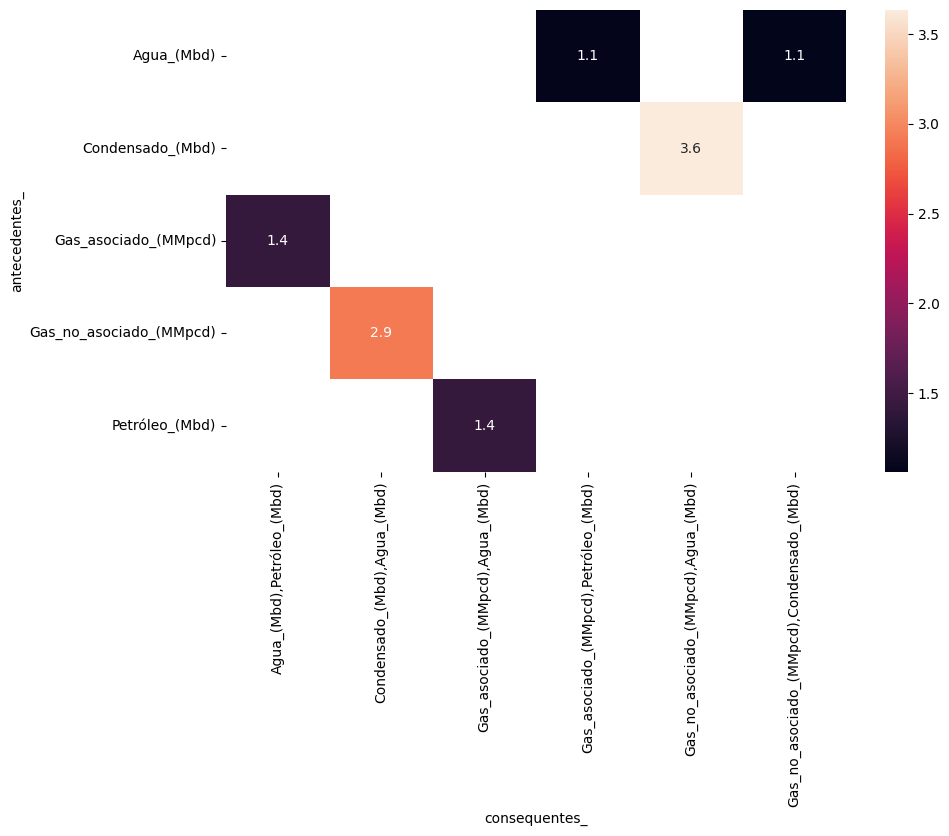 Agua_(Mbd)
Condensado_(Mbd)
Gas_asociado_(MMpcd)
Gas_no_asociado_(MMpcd)
Petróleo_(Mbd)
antecedentes_
1.1
1.1
3.6
1.4
2.9
1.4
3.5
3.0
2.5
2.0
1.5
Agua_(Mbd),Petróleo_(Mbd)
Condensado_(Mbd),Agua_(Mbd)
Gas_asociado_(MMpcd),Agua_(Mbd)
Gas_asociado_(MMpcd),Petróleo_(Mbd)
Gas_no_asociado_(MMpcd),Agua_(Mbd)
Gas_no_asociado_(MMpcd),Condensado_(Mbd)
consequentes_